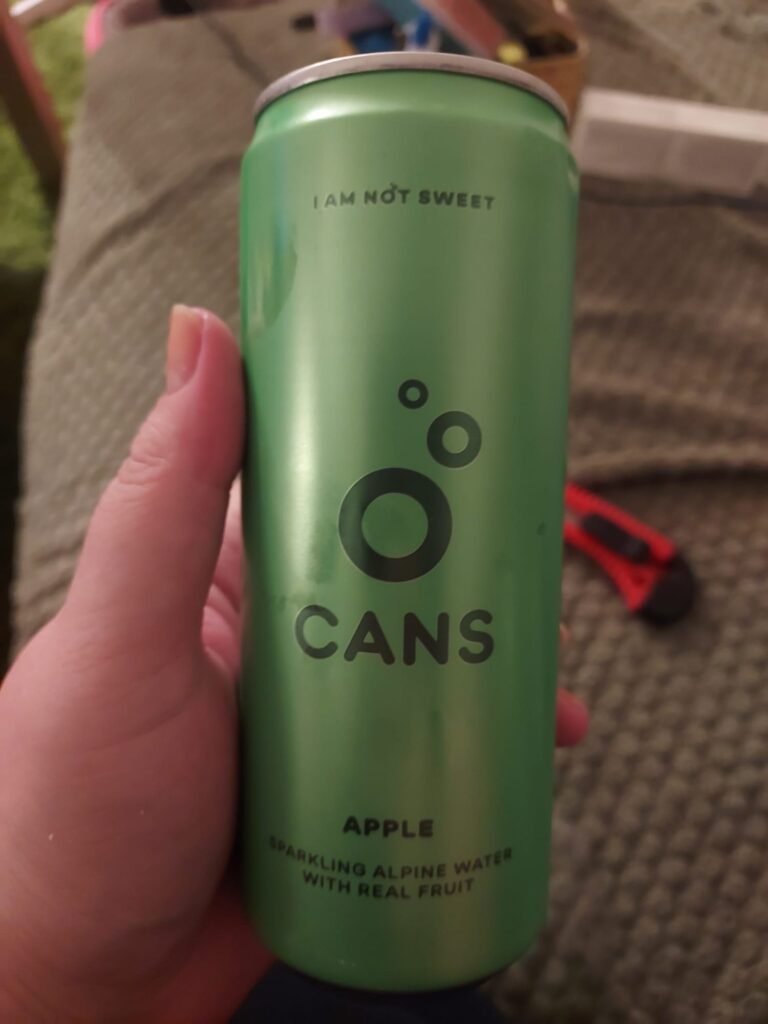 I AM NOT SWEET
CANS
APPLE
SPARKLING ALPINE WATER
WITH REAL FRUIT